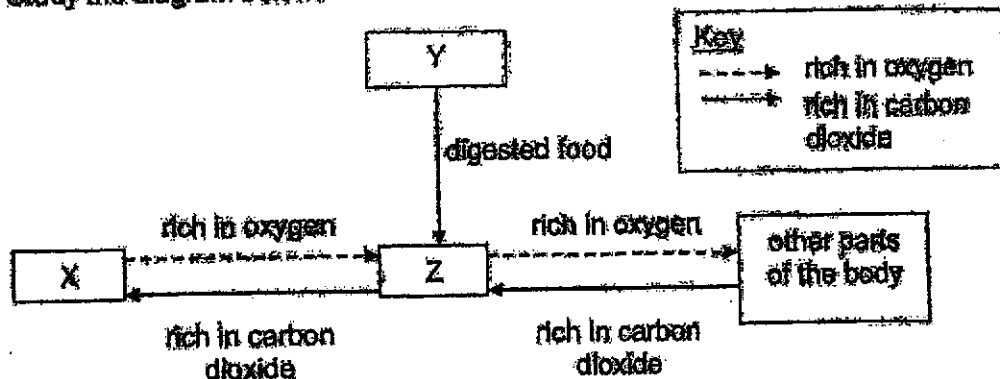 Y
Key
rich in oxygen
rich in carbon
dioxide
digested food
rich in oxygen
rich in oxygen
other parts
of the body
X
Z
rich in carbon
dioxide
rich in carbon
dioxide